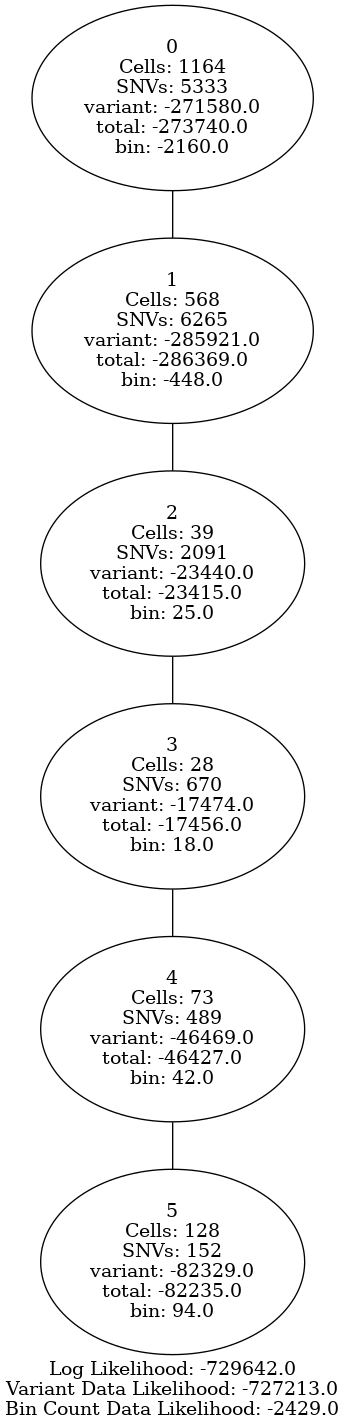 0
Cells: 1164
SNVs: 5333
variant: -271580.0
total: -273740.0
bin: -2160.0
1
Cells: 568
SNVs: 6265
variant: -285921.0
total: -286369.0
bin: -448.0
2
Cells: 39
SNVs: 2091
variant: -23440.0
total: -23415.0
bin: 25.0
3
Cells: 28
SNVs: 670
variant: -17474.0
total: -17456.0
bin: 18.0
4
Cells: 73
SNVs: 489
variant: -46469.0
total: -46427.0
bin: 42.0
5
Cells: 128
SNVs: 152
variant: -82329.0
total: -82235.0
bin: 94.0
Log Likelihood: -729642.0
Variant Data Likelihood: -727213.0
Bin Count Data Likelihood: -2429.0